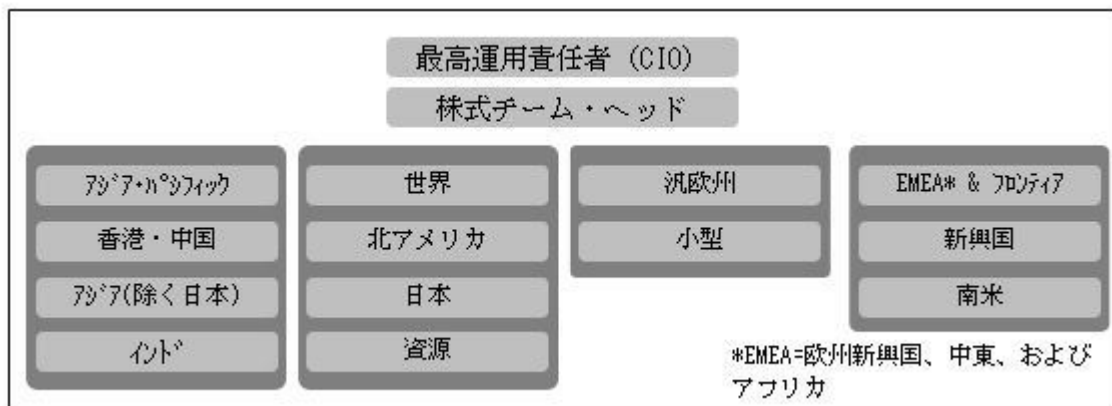 最高運用責任者 (CIO)
株式チーム・ヘッド
ｱｼﾞｱ・ﾊﾟｼﾌｨｯｸ
香港・中国
ｱｼﾞｱ(除く日本)
ｲﾝﾄﾞ
世界
北アメリカ
日本
資源
汎欧州
小型
EMEA* & ﾌﾛﾝﾃｨｱ
新興国
南米
*EMEA=欧州新興国、中東、および
アフリカ